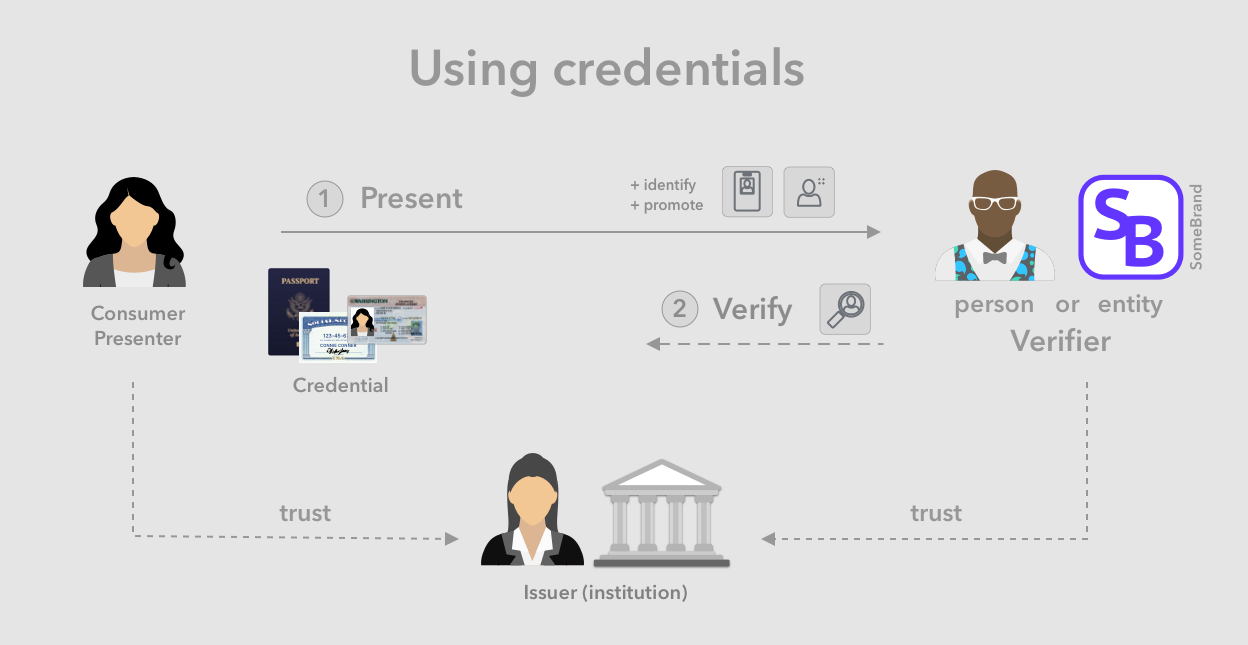 Using credentials
1 Present
+ identify
+ promote
SB
SomeBrand
PASSPORT
WASHINGTON
123-45-6
CONNIE CONNER
2 Verify
Consumer
Presenter
person or entity
Verifier
Credential
trust
trust
Issuer (institution)